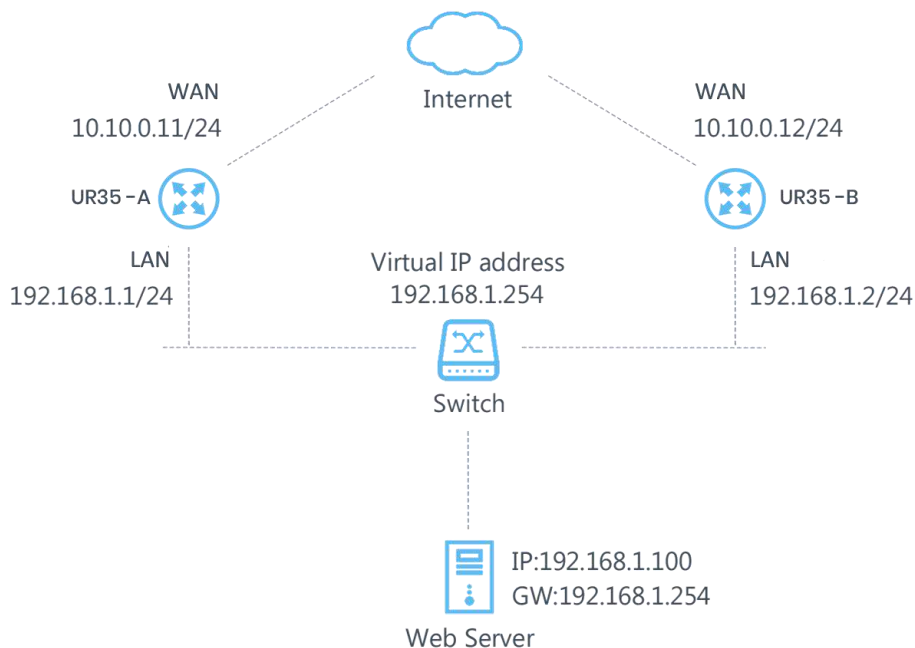 Internet
WAN
10.10.0.11/24
WAN
10.10.0.12/24
UR35-A
UR35-B
LAN
192.168.1.1/24
Virtual IP address
192.168.1.254
LAN
192.168.1.2/24
Switch
IP:192.168.1.100
GW:192.168.1.254
Web Server